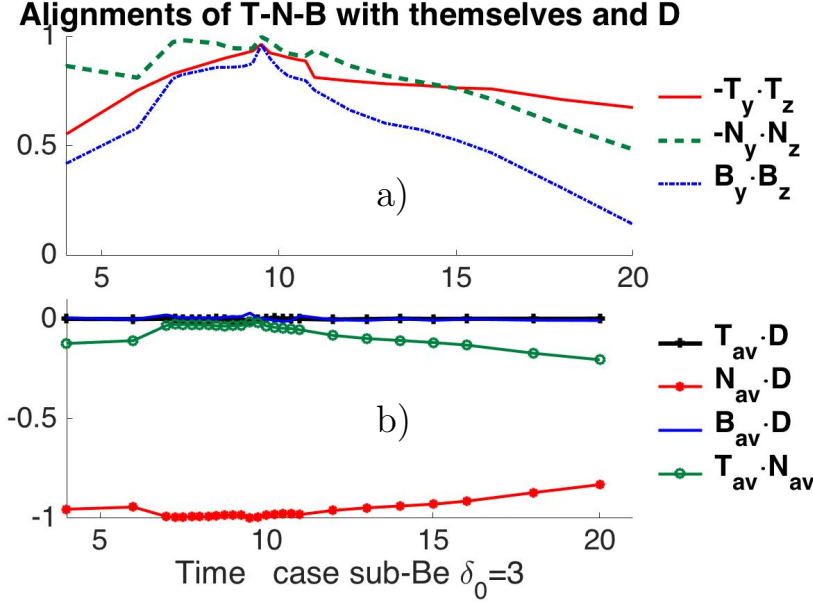 Alignments of T-N-B with themselves and D
1
0.5
0
a)
5 10 15 20
-T_y·T_z
-N_y·N_z
B_y·B_z
0
-0.5
-1
b)
5 10 15 20
T_av·D
N_av·D
B_av·D
T_av·N_av
Time case sub-Be δ_0=3